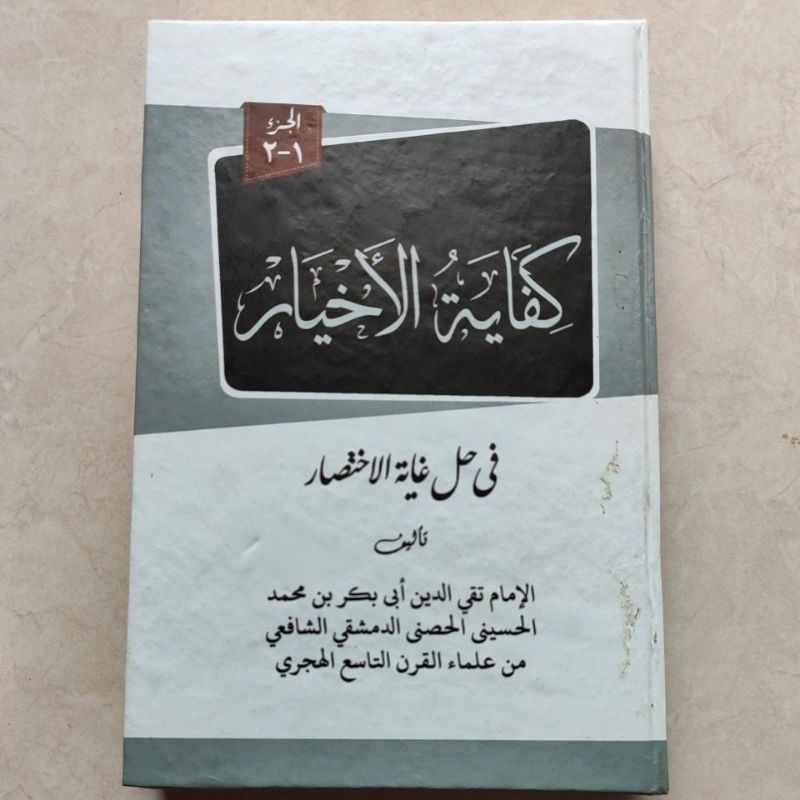 الجزء
١-٢
كِفَايَةُ الأَخْيَار
فى حل غاية الاختصار
تأليف
الإمام تقي الدين أبى بكر بن محمد
الحسينى الحصنى الدمشقي الشافعي
من علماء القرن التاسع الهجري